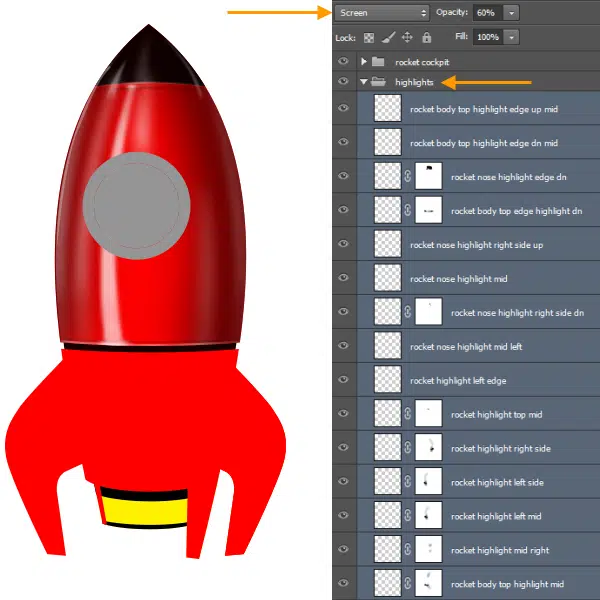 Screen Opacity: 60%
Lock: Fill: 100%
rocket cockpit
highlights
rocket body top highlight edge up mid
rocket body top highlight edge dn mid
rocket nose highlight edge dn
rocket body top edge highlight dn
rocket nose highlight right side up
rocket nose highlight mid
rocket nose highlight right side dn
rocket nose highlight mid left
rocket highlight left edge
rocket highlight top mid
rocket highlight right side
rocket highlight left side
rocket highlight left mid
rocket highlight mid right
rocket body top highlight mid